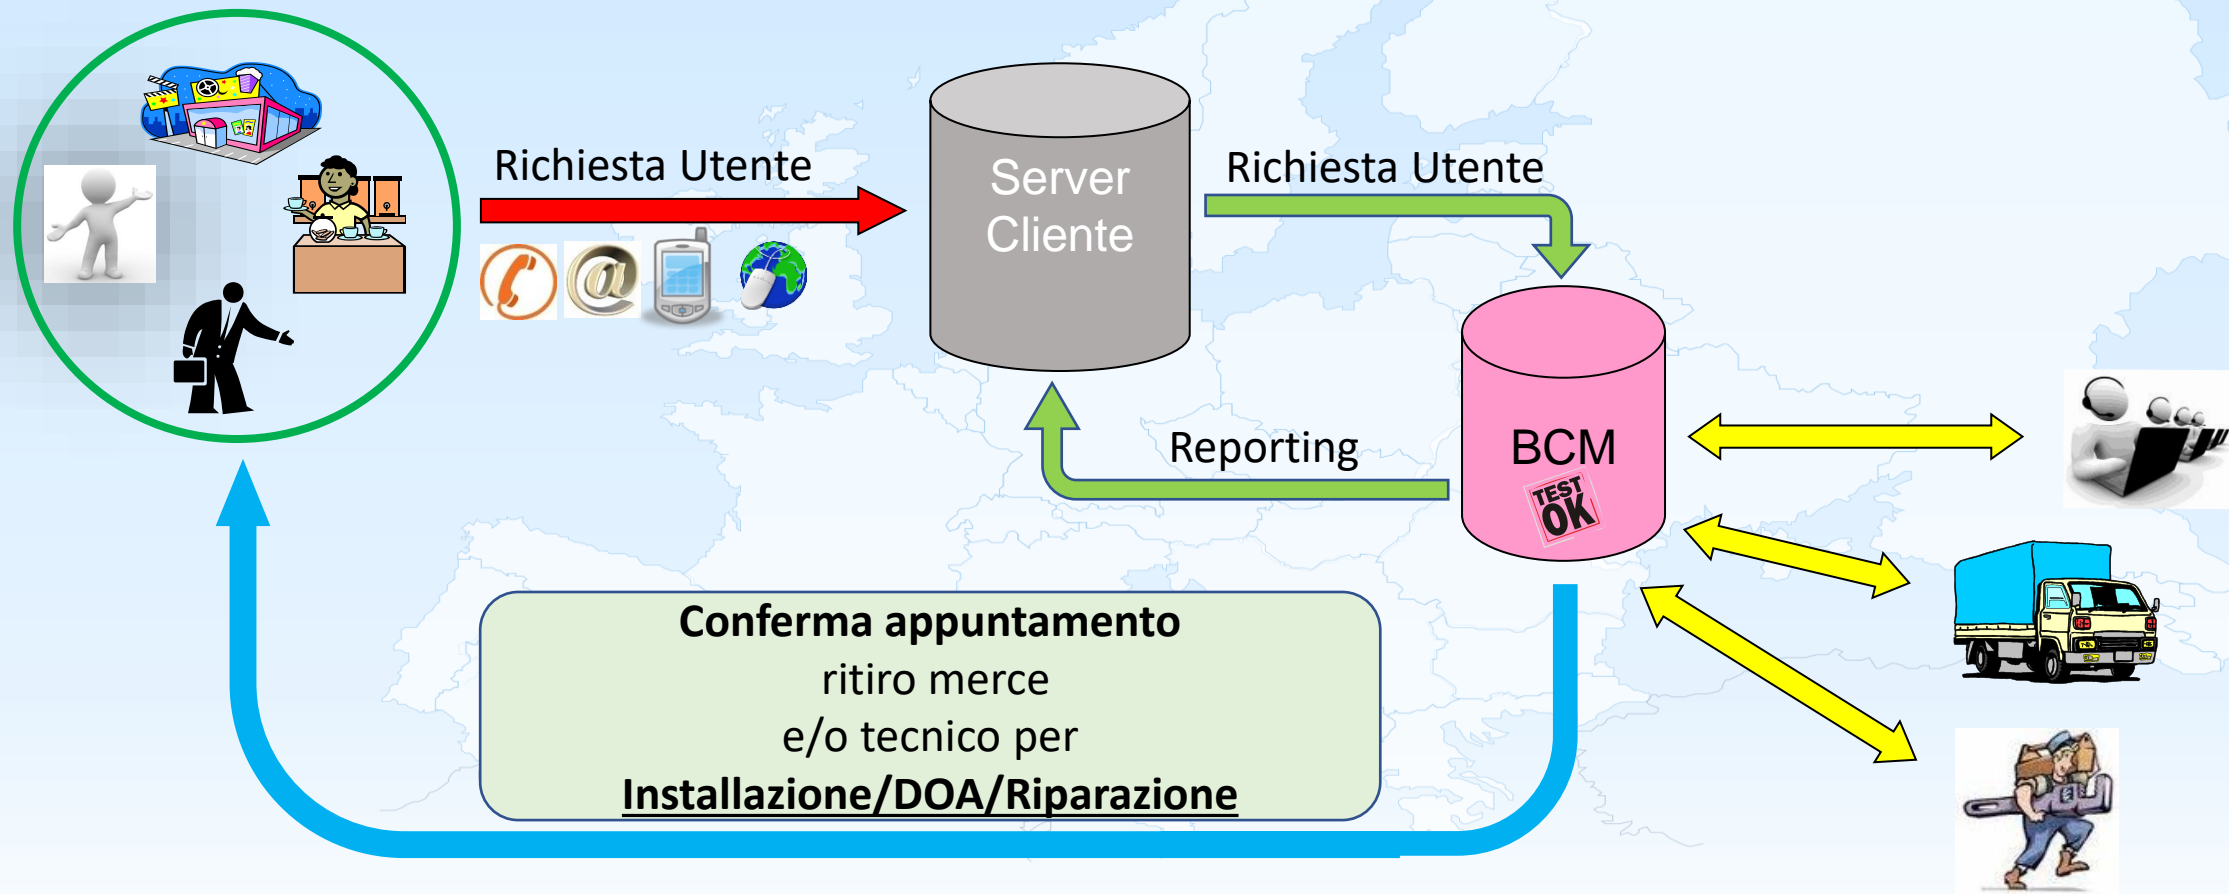 Richiesta Utente
Server
Cliente
Richiesta Utente
Reporting
BCM
TEST
OK
Conferma appuntamento
ritiro merce
e/o tecnico per
Installazione/DOA/Riparazione